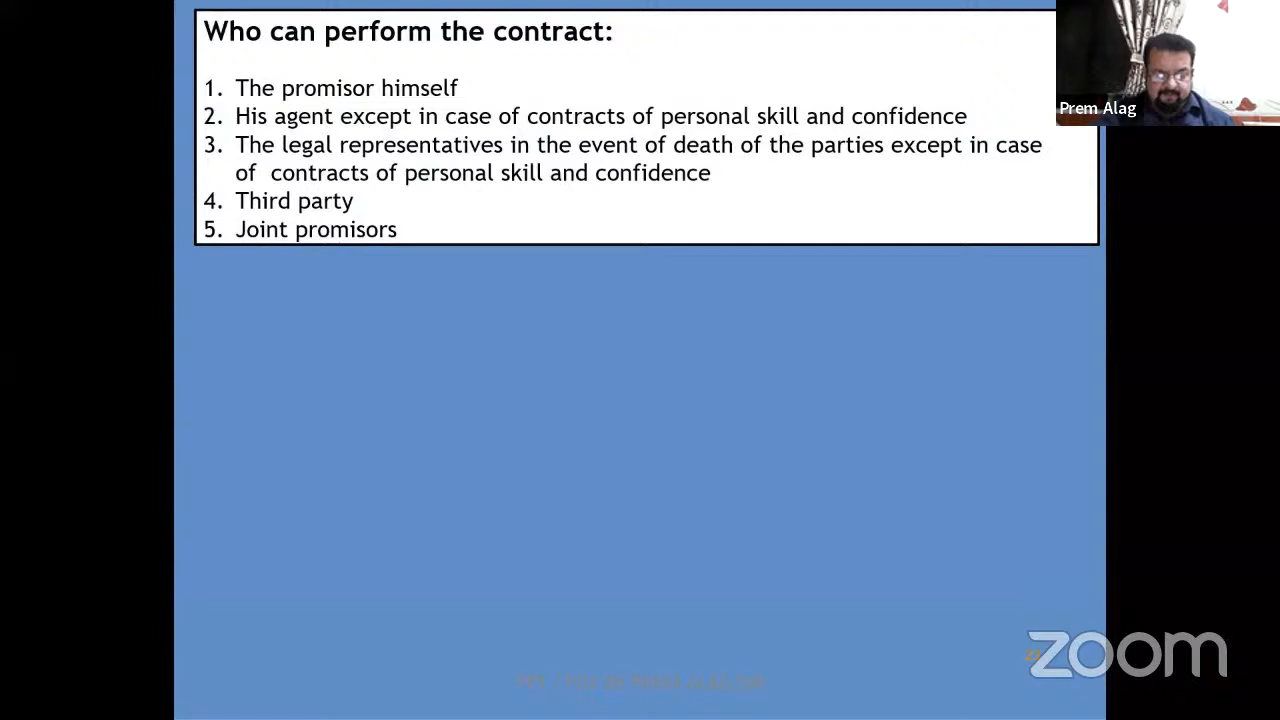 Who can perform the contract:
1. The promisor himself
2. His agent except in case of contracts of personal skill and confidence
3. The legal representatives in the event of death of the parties except in case
of contracts of personal skill and confidence
4. Third party
5. Joint promisors
Prem Alag
zoom